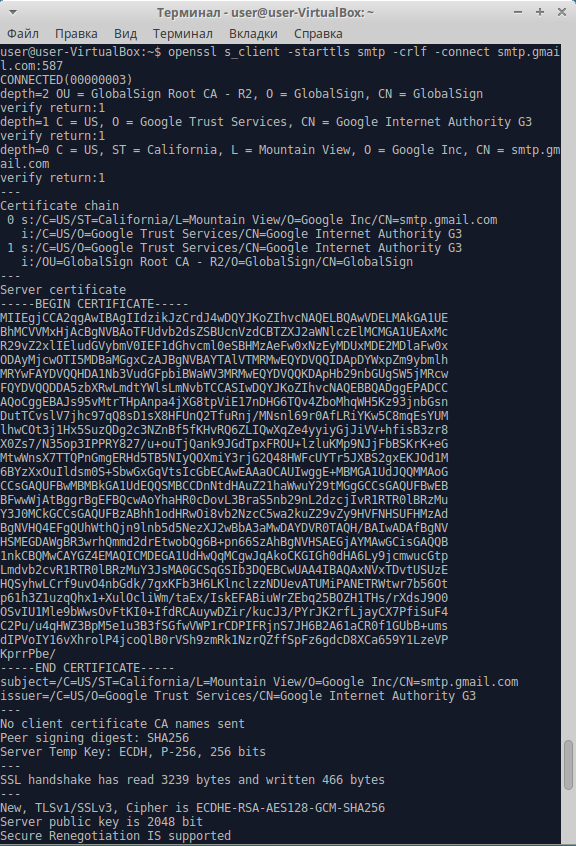 Терминал - user@user-VirtualBox: ~
Файл Правка Вид Терминал Вкладки Справка
user@user-VirtualBox:~$ openssl s_client -starttls smtp -crlf -connect smtp.gmai
l.com:587
CONNECTED(00000003)
depth=2 OU = GlobalSign Root CA - R2, O = GlobalSign, CN = GlobalSign
verify return:1
depth=1 C = US, O = Google Trust Services, CN = Google Internet Authority G3
verify return:1
depth=0 C = US, ST = California, L = Mountain View, O = Google Inc, CN = smtp.gm
ail.com
verify return:1
---
Certificate chain
 0 s:/C=US/ST=California/L=Mountain View/O=Google Inc/CN=smtp.gmail.com
   i:/C=US/O=Google Trust Services/CN=Google Internet Authority G3
 1 s:/C=US/O=Google Trust Services/CN=Google Internet Authority G3
   i:/OU=GlobalSign Root CA - R2/O=GlobalSign/CN=GlobalSign
---
Server certificate
-----BEGIN CERTIFICATE-----
MIIEgjCCA2qgAwIBAgIIdzikJzCrdJ4wDQYJKoZIhvcNAQELBQAwVDELMAkGA1UE
BhMCVVMxHjAcBgNVBAoTFUdvb2dsZSBUcnVzdCBTZXJ2aWNlczElMCMGA1UEAxMc
R29vZ2xlIEludGVybmV0IEF1dGhvcml0eSBHMzAeFw0xNzEyMDUxMDE2MDlaFw0x
ODAyMjcwOTI5MDBaMGgxCzAJBgNVBAYTAlVTMRMwEQYDVQQIDApDYWxpZm9ybmlh
MRYwFAYDVQQHDA1Nb3VudGFpbiBWaWV3MRMwEQYDVQQKDApHb29nbGUgSW5jMRcw
FQYDVQQDDA5zbXRwLmdtYWlsLmNvbTCCASIwDQYJKoZIhvcNAQEBBQADggEPADCC
AQoCggEBAJs95vMtrTHpAnpa4jXG8tpViE17nDHG6TQv4ZboMhqWH5Kz93jnbGsn
DutTCvslV7jhc97qQ8sD1sX8HFUnQ2TfuRnj/MNsnl69r0AfLRiYKw5C8mqEsYUM
lhwCOt3j1Hx5SuzQDg2c3NZnBf5fKHvRQ6ZLIQwXqZe4yyiyGjJiVV+hfisB3zr8
X0Zs7/N35op3IPPRY827/u+ouTjQank9JGdTpxFROU+lzluKMp9NJjFbBSKrK+eG
MtwWnsX7TTQPnGmgERHd5TB5NIyQOXmiY3rjG2Q48HWFcUYTr5JXBS2gxEKJOd1M
6BYzXxOuIldsm0S+SbwGxGqVtsIcGbECAwEAAaOCAUIwggE+MBMGA1UdJQQMMAoG
CCsGAQUFBwMBMBkGA1UdEQQSMBCCDnNtdHAuZ21haWwuY29tMGgGCCsGAQUFBwEB
BFwwWjAtBggrBgEFBQcwAoYhaHR0cDovL3BraS5nb29nL2dzcjIvR1RTR0lBRzMu
Y3J0MCkGCCsGAQUFBzABhh1odHRwOi8vb2NzcC5wa2kuZ29vZy9HVFNHSUFHMzAd
BgNVHQ4EFgQUhWthQjn9lnb5d5NezXJ2wBbA3aMwDAYDVR0TAQH/BAIwADAfBgNV
HSMEGDAWgBR3wrhQmmd2drEtwobQg6B+pn66SzAhBgNVHSAEGjAYMAwGCisGAQQB
1nkCBQMwCAYGZ4EMAQICMDEGA1UdHwQqMCgwJqAkoCKGIGh0dHA6Ly9jcmwucGtp
Lmdvb2cvR1RTR0lBRzMuY3JsMA0GCSqGSIb3DQEBCwUAA4IBAQAxNVxTDvtUSUzE
HQSyhwLCrf9uvO4nbGdk/7gxKFb3H6LKlnclzzNDUevATUMiPANETRWtwr7b56Ot
p61h3Z1uzqQhx1+XulOcliWm/taEx/IskEFABiuWrZEbq25BOZH1THs/rXdsJ9O0
OSvIU1Mle9bWwsOvFtKI0+IfdRCAuywDZir/kucJ3/PYrJK2rfLjayCX7PfiSuF4
C2Pu/u4qHWZ3BpM5e1u3B3fSGfwVWP1rCDPIFRjnS7JH6B2A61aCR0f1GUbB+ums
dIPVoIY16vXhrolP4jcoQlB0rVSh9zmRk1NzrQZffSpFz6gdcD8XCa659Y1LzeVP
KprrPbe/
-----END CERTIFICATE-----
subject=/C=US/ST=California/L=Mountain View/O=Google Inc/CN=smtp.gmail.com
issuer=/C=US/O=Google Trust Services/CN=Google Internet Authority G3
---
No client certificate CA names sent
Peer signing digest: SHA256
Server Temp Key: ECDH, P-256, 256 bits
---
SSL handshake has read 3239 bytes and written 466 bytes
---
New, TLSv1/SSLv3, Cipher is ECDHE-RSA-AES128-GCM-SHA256
Server public key is 2048 bit
Secure Renegotiation IS supported